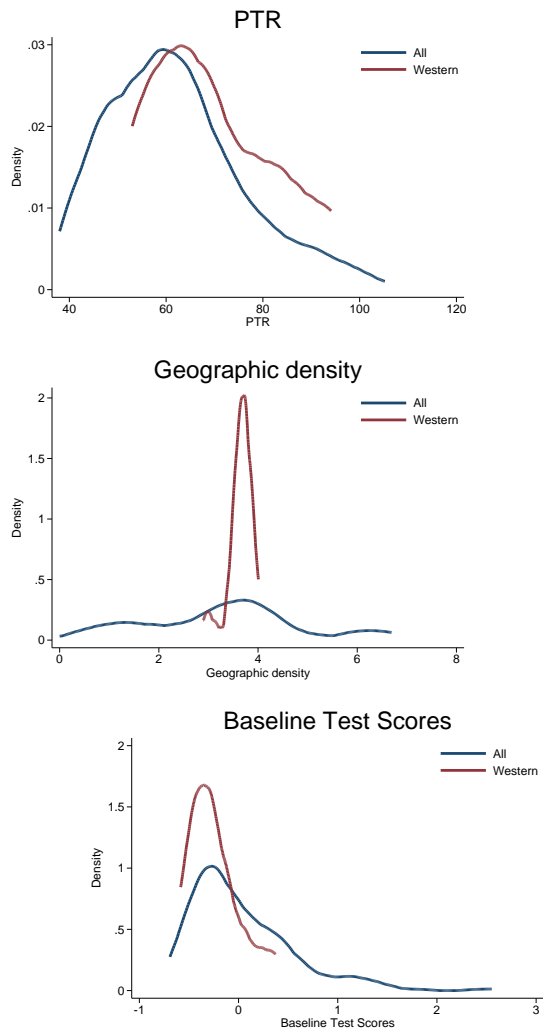 PTR
.03
.02
.01
0
Density
40 60 80 100 120
PTR
All
Western
Geographic density
2
1.5
1
.5
0
Density
0 2 4 6 8
Geographic density
All
Western
Baseline Test Scores
2
1.5
1
.5
0
Density
-1 0 1 2 3
Baseline Test Scores
All
Western